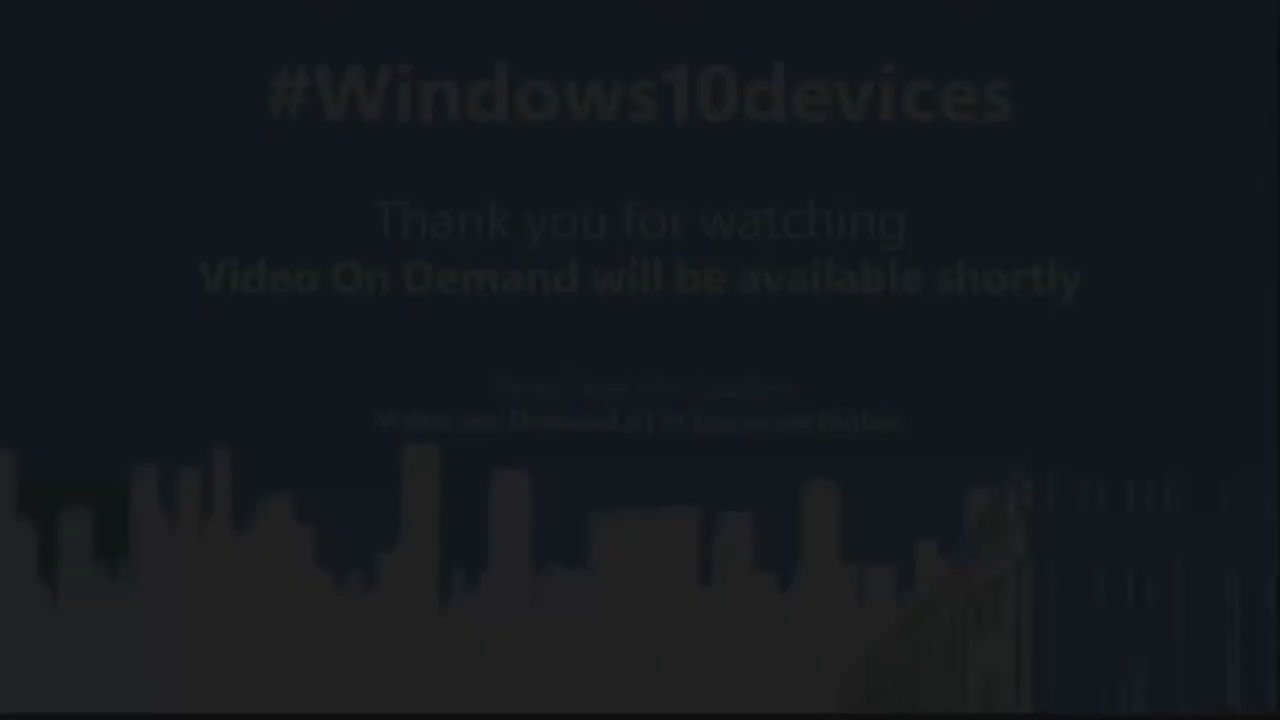 #Windows10devices
Thank you for watching
Video On Demand will be available shortly